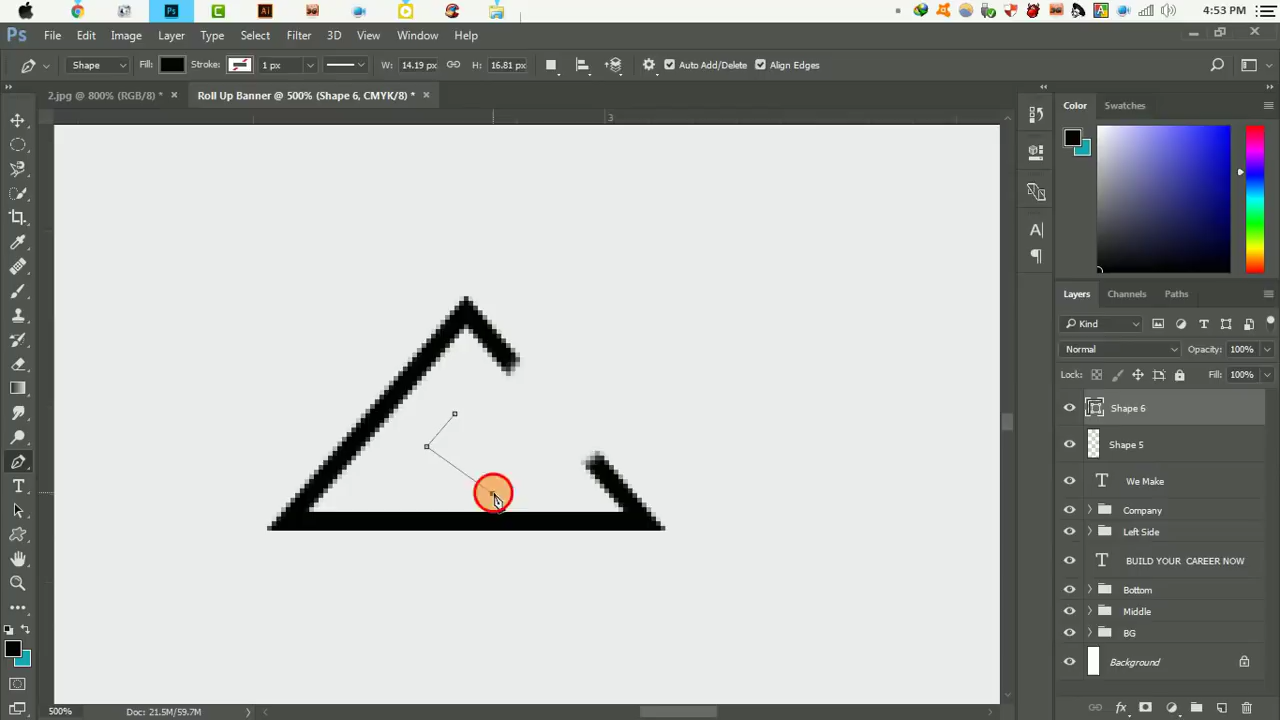 4:53 PM
Ps File Edit Image Layer Type Select Filter 3D View Window Help
Shape Fill: Stroke: 1 px W: 14.19 px H: 16.81 px Auto Add/Delete Align Edges
2.jpg @ 800% (RGB/8) * × Roll Up Banner @ 500% (Shape 6, CMYK/8) * ×
3
Color Swatches
Layers Channels Paths
Kind
Normal Opacity: 100%
Lock: Fill: 100%
Shape 6
Shape 5
T We Make
Company
Left Side
T BUILD YOUR CAREER NOW
Bottom
Middle
BG
Background
500% Doc: 21.5M/59.7M